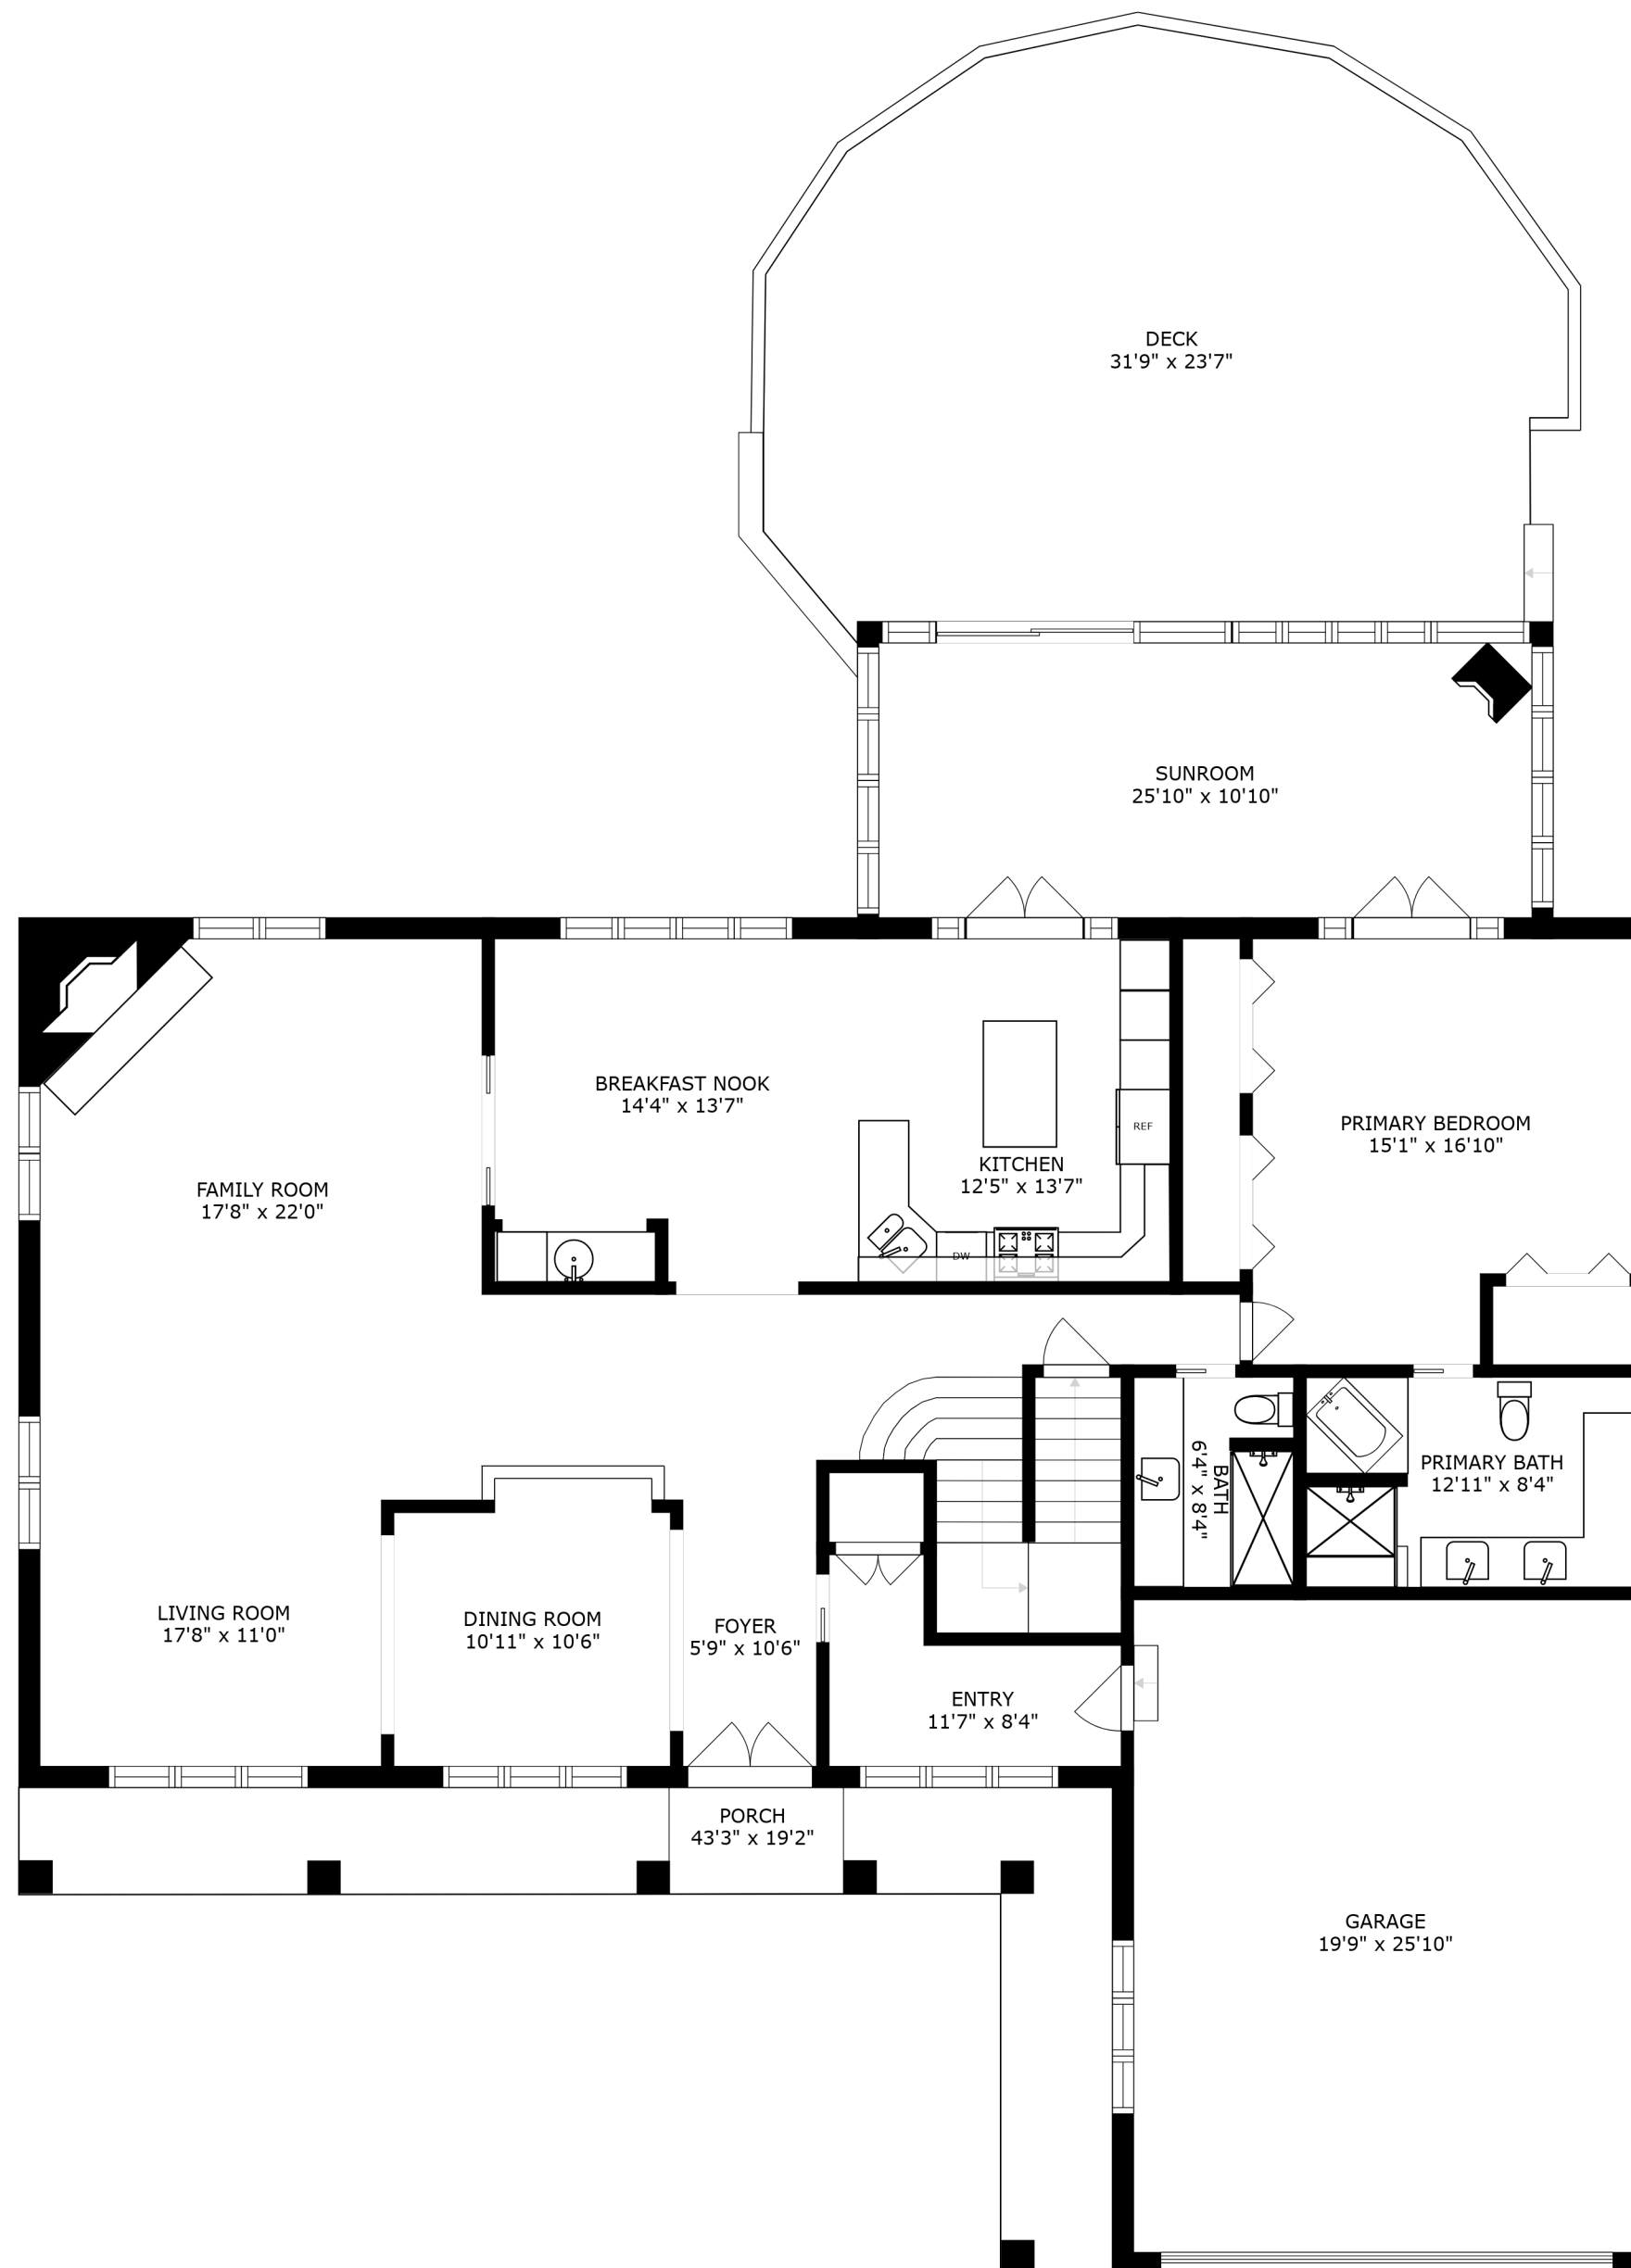 DECK
31'9" x 23'7"
SUNROOM
25'10" x 10'10"
BREAKFAST NOOK
14'4" x 13'7"
REF
PRIMARY BEDROOM
15'1" x 16'10"
KITCHEN
12'5" x 13'7"
FAMILY ROOM
17'8" x 22'0"
DW
BATH
6'4" x 8'4"
PRIMARY BATH
12'11" x 8'4"
LIVING ROOM
17'8" x 11'0"
DINING ROOM
10'11" x 10'6"
FOYER
5'9" x 10'6"
ENTRY
11'7" x 8'4"
PORCH
43'3" x 19'2"
GARAGE
19'9" x 25'10"